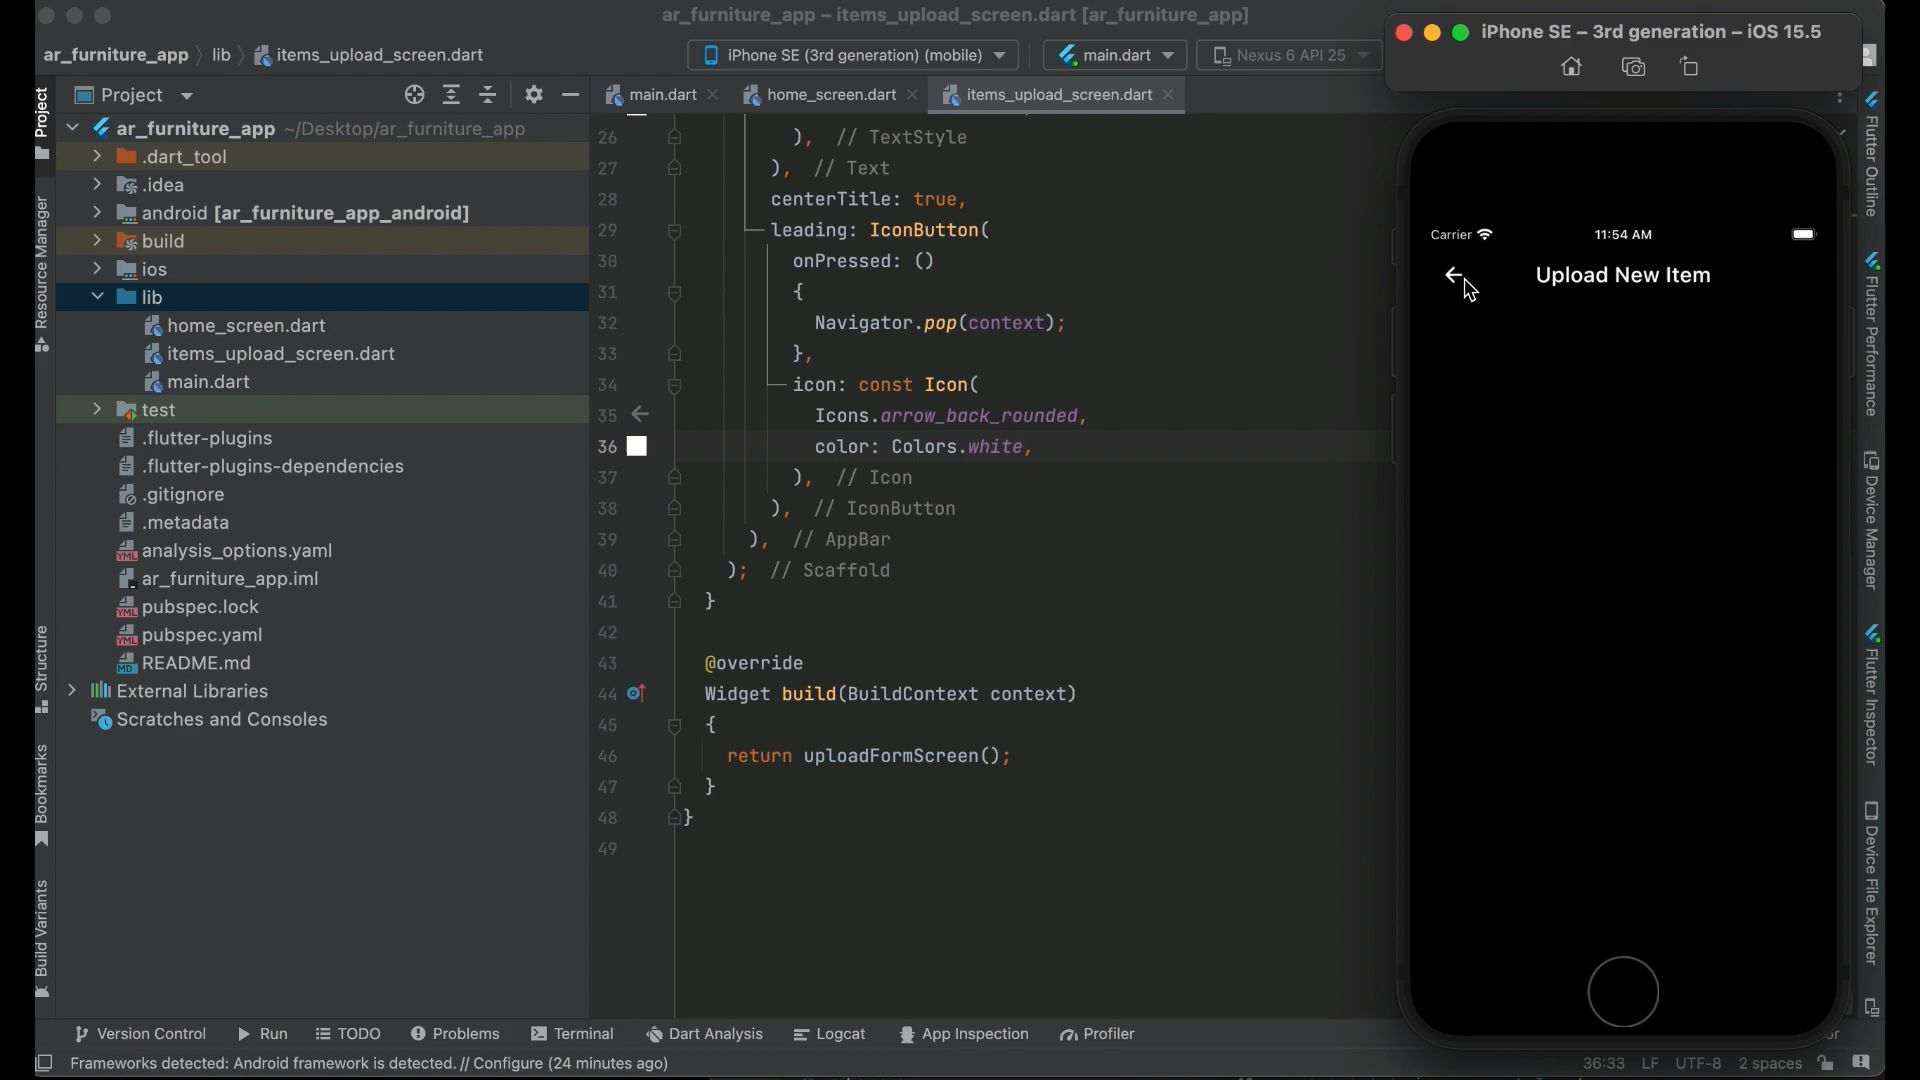 ar_furniture_app – items_upload_screen.dart [ar_furniture_app]
ar_furniture_app lib items_upload_screen.dart
iPhone SE (3rd generation) (mobile)
main.dart
Nexus 6 API 25
iPhone SE – 3rd generation – iOS 15.5
Project
main.dart
home_screen.dart
items_upload_screen.dart
ar_furniture_app ~/Desktop/ar_furniture_app
.dart_tool
.idea
android [ar_furniture_app_android]
build
ios
lib
home_screen.dart
items_upload_screen.dart
main.dart
test
.flutter-plugins
.flutter-plugins-dependencies
.gitignore
.metadata
analysis_options.yaml
ar_furniture_app.iml
pubspec.lock
pubspec.yaml
README.md
External Libraries
Scratches and Consoles
Project
Resource Manager
Structure
Bookmarks
Build Variants
26 ), // TextStyle
27 ), // Text
28 centerTitle: true,
29 leading: IconButton(
30 onPressed: ()
31 {
32 Navigator.pop(context);
33 },
34 icon: const Icon(
35 Icons.arrow_back_rounded,
36 color: Colors.white,
37 ), // Icon
38 ), // IconButton
39 ), // AppBar
40 ); // Scaffold
41 }
42
43 @override
44 Widget build(BuildContext context)
45 {
46 return uploadFormScreen();
47 }
48 }
49
Carrier 11:54 AM
Upload New Item
Flutter Outline
Flutter Performance
Device Manager
Flutter Inspector
Device File Explorer
Version Control Run TODO Problems Terminal Dart Analysis Logcat App Inspection Profiler
Frameworks detected: Android framework is detected. // Configure (24 minutes ago)
36:33 LF UTF-8 2 spaces